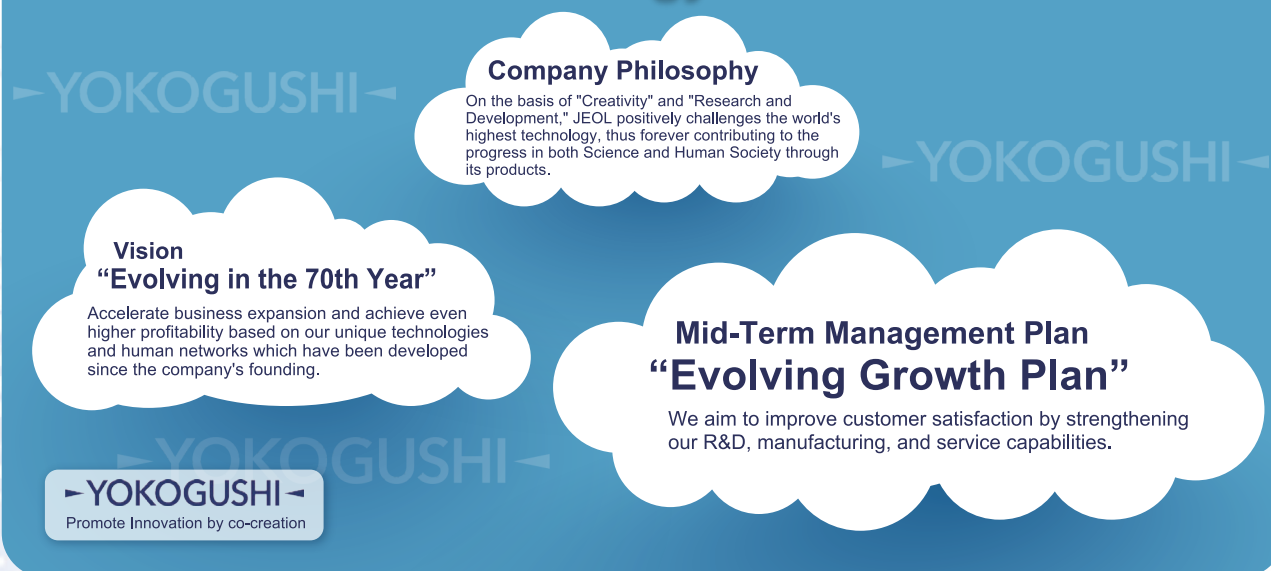 -YOKOGUSHI-
Company Philosophy
On the basis of "Creativity" and "Research and
Development," JEOL positively challenges the world's
highest technology, thus forever contributing to the
progress in both Science and Human Society through
its products.
-YOKOGUSHI-
Vision
“Evolving in the 70th Year”
Accelerate business expansion and achieve even
higher profitability based on our unique technologies
and human networks which have been developed
since the company's founding.
Mid-Term Management Plan
“Evolving Growth Plan”
We aim to improve customer satisfaction by strengthening
our R&D, manufacturing, and service capabilities.
-YOKOGUSHI-
-YOKOGUSHI-
Promote Innovation by co-creation